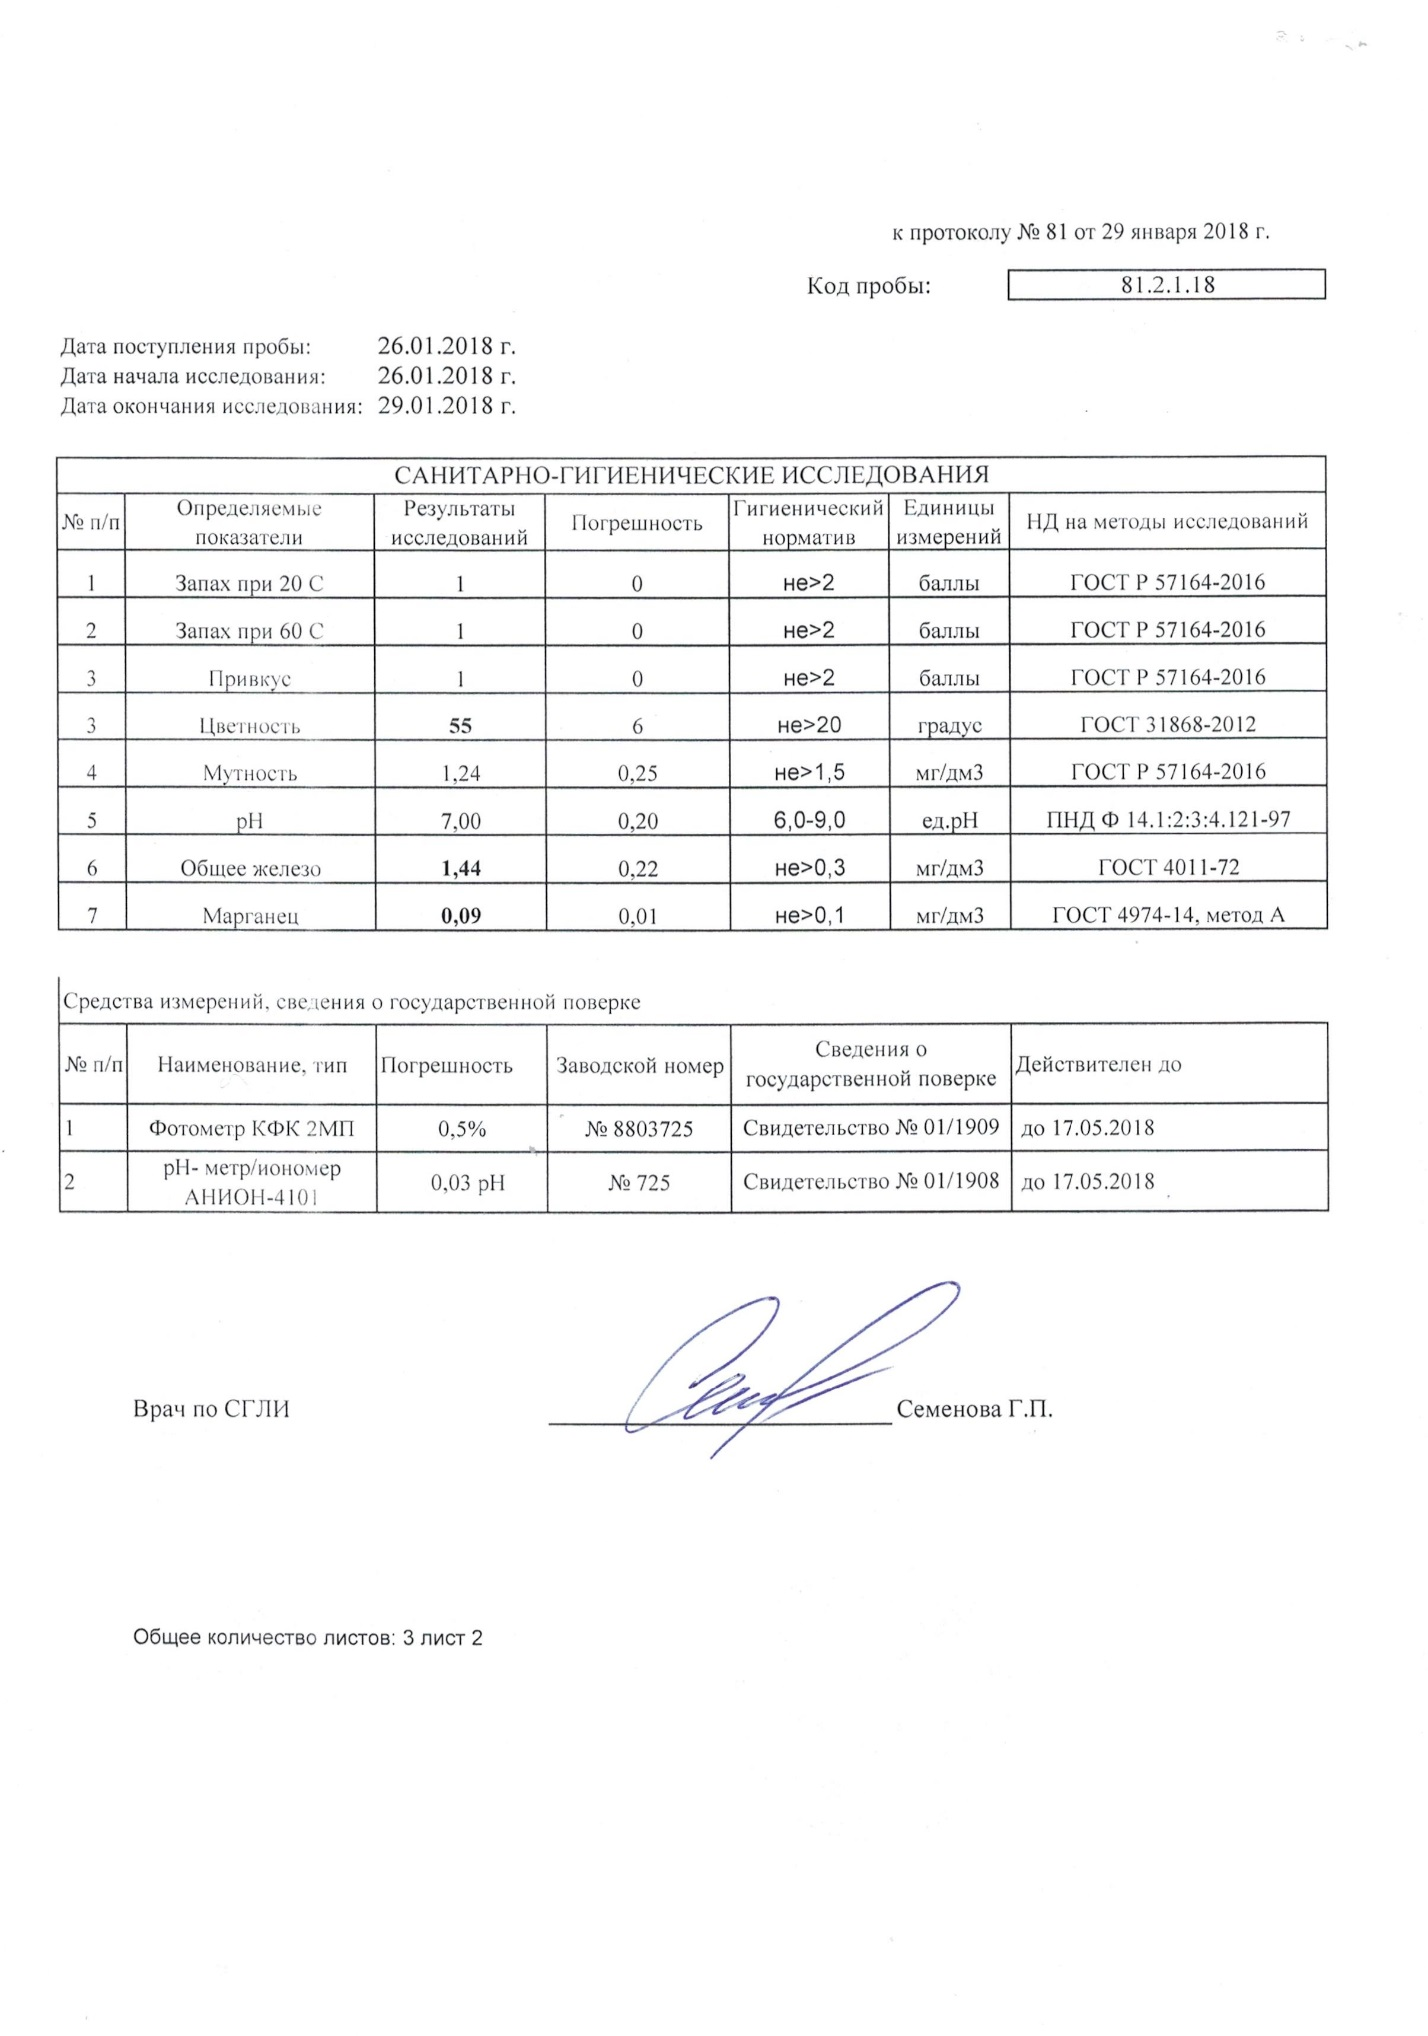 к протоколу № 81 от 29 января 2018 г.
Код пробы: 81.2.1.18
Дата поступления пробы: 26.01.2018 г.
Дата начала исследования: 26.01.2018 г.
Дата окончания исследования: 29.01.2018 г.
САНИТАРНО-ГИГИЕНИЧЕСКИЕ ИССЛЕДОВАНИЯ
№ п/п Определяемые показатели Результаты исследований Погрешность Гигиенический норматив Единицы измерений НД на методы исследований
1 Запах при 20 С 1 0 не>2 баллы ГОСТ Р 57164-2016
2 Запах при 60 С 1 0 не>2 баллы ГОСТ Р 57164-2016
3 Привкус 1 0 не>2 баллы ГОСТ Р 57164-2016
3 Цветность 55 6 не>20 градус ГОСТ 31868-2012
4 Мутность 1,24 0,25 не>1,5 мг/дм3 ГОСТ Р 57164-2016
5 pH 7,00 0,20 6,0-9,0 ед.pH ПНД Ф 14.1:2:3:4.121-97
6 Общее железо 1,44 0,22 не>0,3 мг/дм3 ГОСТ 4011-72
7 Марганец 0,09 0,01 не>0,1 мг/дм3 ГОСТ 4974-14, метод А
Средства измерений, сведения о государственной поверке
№ п/п Наименование, тип Погрешность Заводской номер Сведения о государственной поверке Действителен до
1 Фотометр КФК 2МП 0,5% № 8803725 Свидетельство № 01/1909 до 17.05.2018
2 pH- метр/иономер АНИОН-4101 0,03 pH № 725 Свидетельство № 01/1908 до 17.05.2018
Врач по СГЛИ Семенова Г.П.
Общее количество листов: 3 лист 2